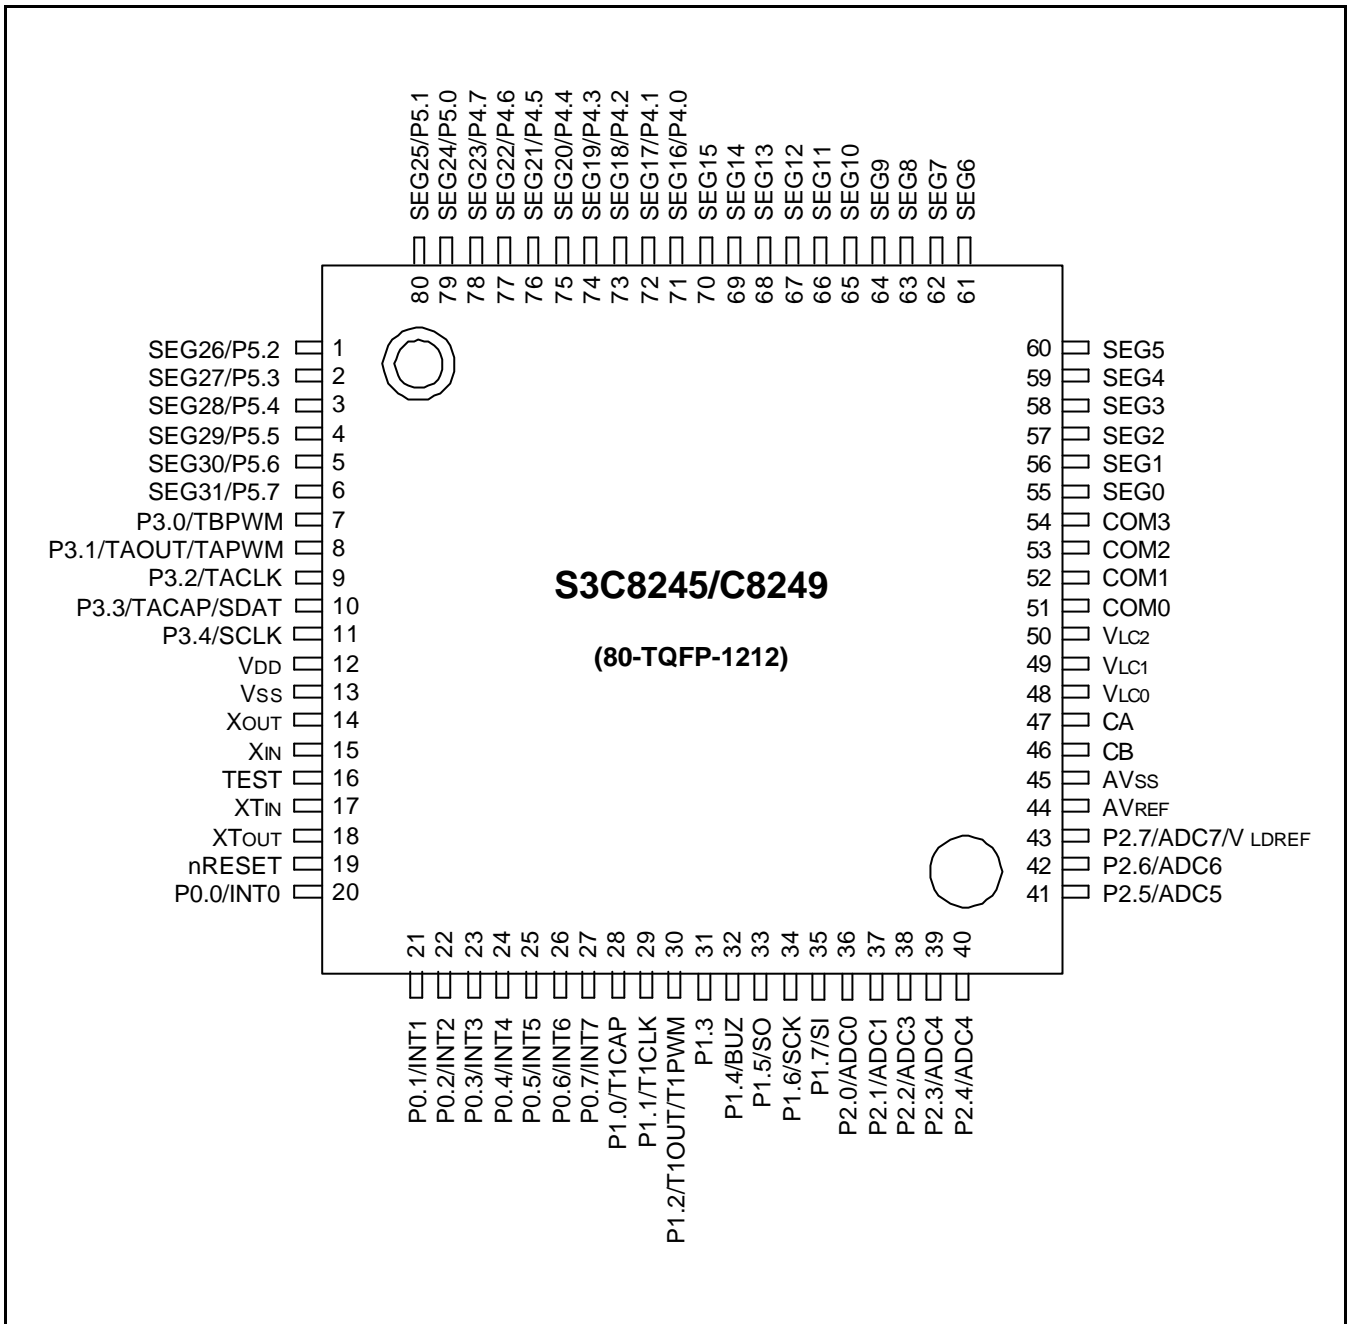 SEG25/P5.1
SEG24/P5.0
SEG23/P4.7
SEG22/P4.6
SEG21/P4.5
SEG20/P4.4
SEG19/P4.3
SEG18/P4.2
SEG17/P4.1
SEG16/P4.0
SEG15
SEG14
SEG13
SEG12
SEG11
SEG10
SEG9
SEG8
SEG7
SEG6
80
79
78
77
76
75
74
73
72
71
70
69
68
67
66
65
64
63
62
61
SEG26/P5.2 1
SEG27/P5.3 2
SEG28/P5.4 3
SEG29/P5.5 4
SEG30/P5.6 5
SEG31/P5.7 6
P3.0/TBPWM 7
P3.1/TAOUT/TAPWM 8
P3.2/TACLK 9
P3.3/TACAP/SDAT 10
P3.4/SCLK 11
VDD 12
VSS 13
XOUT 14
XIN 15
TEST 16
XTIN 17
XTOUT 18
nRESET 19
P0.0/INT0 20
S3C8245/C8249
(80-TQFP-1212)
60 SEG5
59 SEG4
58 SEG3
57 SEG2
56 SEG1
55 SEG0
54 COM3
53 COM2
52 COM1
51 COM0
50 VLC2
49 VLC1
48 VLC0
47 CA
46 CB
45 AVSS
44 AVREF
43 P2.7/ADC7/V LDREF
42 P2.6/ADC6
41 P2.5/ADC5
21
22
23
24
25
26
27
28
29
30
31
32
33
34
35
36
37
38
39
40
P0.1/INT1
P0.2/INT2
P0.3/INT3
P0.4/INT4
P0.5/INT5
P0.6/INT6
P0.7/INT7
P1.0/T1CAP
P1.1/T1CLK
P1.2/T1OUT/T1PWM
P1.3
P1.4/BUZ
P1.5/SO
P1.6/SCK
P1.7/SI
P2.0/ADC0
P2.1/ADC1
P2.2/ADC3
P2.3/ADC4
P2.4/ADC4